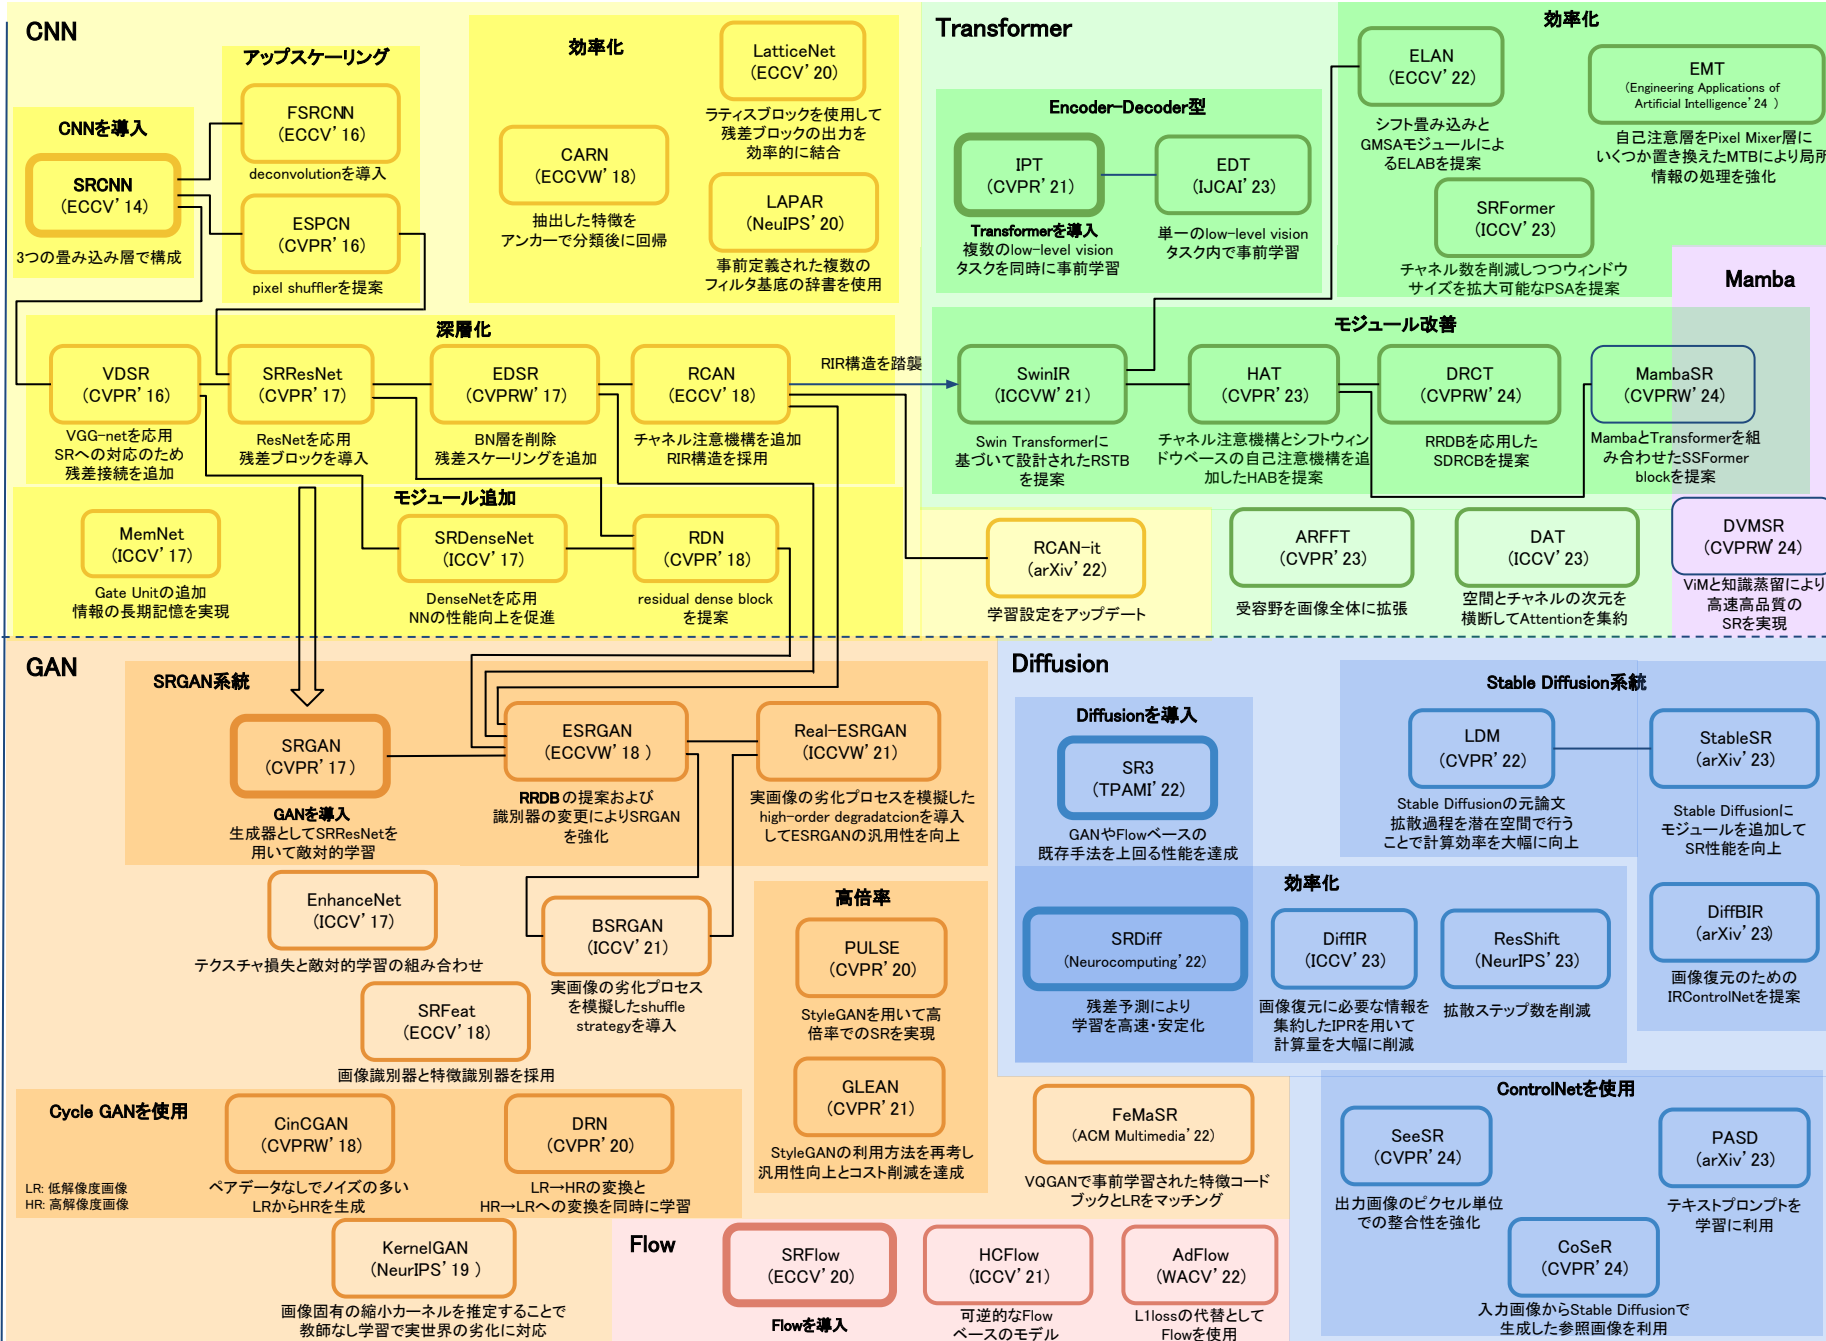 CNN
CNNを導入
SRCNN
(ECCV'14)
3つの畳み込み層で構成
アップスケーリング
FSRCNN
(ECCV'16)
deconvolutionを導入
ESPCN
(CVPR'16)
pixel shufflerを提案
効率化
LatticeNet
(ECCV'20)
ラティスブロックを使用して
残差ブロックの出力を
効率的に結合
CARN
(ECCVW'18)
抽出した特徴を
アンカーで分類後に回帰
LAPAR
(NeuIPS'20)
事前定義された複数の
フィルタ基底の辞書を使用
深層化
VDSR
(CVPR'16)
VGG-netを応用
SRへの対応のため
残差接続を追加
SRResNet
(CVPR'17)
ResNetを応用
残差ブロックを導入
EDSR
(CVPRW'17)
BN層を削除
残差スケーリングを追加
RCAN
(ECCV'18)
チャネル注意機構を追加
RIR構造を採用
RIR構造を踏襲
モジュール追加
MemNet
(ICCV'17)
Gate Unitの追加
情報の長期記憶を実現
SRDenseNet
(ICCV'17)
DenseNetを応用
NNの性能向上を促進
RDN
(CVPR'18)
residual dense block
を提案
RCAN-it
(arXiv'22)
学習設定をアップデート
Transformer
Encoder-Decoder型
IPT
(CVPR'21)
Transformerを導入
複数のlow-level vision
タスクを同時に事前学習
EDT
(IJCAI'23)
単一のlow-level vision
タスク内で事前学習
効率化
ELAN
(ECCV'22)
シフト畳み込みと
GMSAモジュールによ
るELABを提案
EMT
(Engineering Applications of
Artificial Intelligence'24 )
自己注意層をPixel Mixer層に
いくつか置き換えたMTBにより局所
情報の処理を強化
SRFormer
(ICCV'23)
チャネル数を削減しつつウィンドウ
サイズを拡大可能なPSAを提案
モジュール改善
SwinIR
(ICCVW'21)
Swin Transformerに
基づいて設計されたRSTB
を提案
HAT
(CVPR'23)
チャネル注意機構とシフトウィン
ドウベースの自己注意機構を追
加したHABを提案
DRCT
(CVPRW'24)
RRDBを応用した
SDRCBを提案
Mamba
MambaSR
(CVPRW'24)
MambaとTransformerを組
み合わせたSSFormer
blockを提案
ARFFT
(CVPR'23)
受容野を画像全体に拡張
DAT
(ICCV'23)
空間とチャネルの次元を
横断してAttentionを集約
DVMSR
(CVPRW'24)
ViMと知識蒸留により
高速高品質の
SRを実現
GAN
SRGAN系統
SRGAN
(CVPR'17)
GANを導入
生成器としてSRResNetを
用いて敵対的学習
ESRGAN
(ECCVW'18 )
RRDBの提案および
識別器の変更によりSRGAN
を強化
Real-ESRGAN
(ICCVW'21)
実画像の劣化プロセスを模擬した
high-order degradatcionを導入
してESRGANの汎用性を向上
EnhanceNet
(ICCV'17)
テクスチャ損失と敵対的学習の組み合わせ
BSRGAN
(ICCV'21)
実画像の劣化プロセス
を模擬したshuffle
strategyを導入
SRFeat
(ECCV'18)
画像識別器と特徴識別器を採用
高倍率
PULSE
(CVPR'20)
StyleGANを用いて高
倍率でのSRを実現
GLEAN
(CVPR'21)
StyleGANの利用方法を再考し
汎用性向上とコスト削減を達成
Cycle GANを使用
CinCGAN
(CVPRW'18)
ペアデータなしでノイズの多い
LRからHRを生成
DRN
(CVPR'20)
LR→HRの変換と
HR→LRへの変換を同時に学習
LR: 低解像度画像
HR: 高解像度画像
KernelGAN
(NeurIPS'19 )
画像固有の縮小カーネルを推定することで
教師なし学習で実世界の劣化に対応
FeMaSR
(ACM Multimedia'22)
VQGANで事前学習された特徴コード
ブックとLRをマッチング
Flow
SRFlow
(ECCV'20)
Flowを導入
HCFlow
(ICCV'21)
可逆的なFlow
ベースのモデル
AdFlow
(WACV'22)
L1lossの代替として
Flowを使用
Diffusion
Diffusionを導入
SR3
(TPAMI'22)
GANやFlowベースの
既存手法を上回る性能を達成
Stable Diffusion系統
LDM
(CVPR'22)
Stable Diffusionの元論文
拡散過程を潜在空間で行う
ことで計算効率を大幅に向上
StableSR
(arXiv'23)
Stable Diffusionに
モジュールを追加して
SR性能を向上
効率化
SRDiff
(Neurocomputing'22)
残差予測により
学習を高速・安定化
DiffIR
(ICCV'23)
画像復元に必要な情報を
集約したIPRを用いて
計算量を大幅に削減
ResShift
(NeurIPS'23)
拡散ステップ数を削減
DiffBIR
(arXiv'23)
画像復元のための
IRControlNetを提案
ControlNetを使用
SeeSR
(CVPR'24)
出力画像のピクセル単位
での整合性を強化
PASD
(arXiv'23)
テキストプロンプトを
学習に利用
CoSeR
(CVPR'24)
入力画像からStable Diffusionで
生成した参照画像を利用